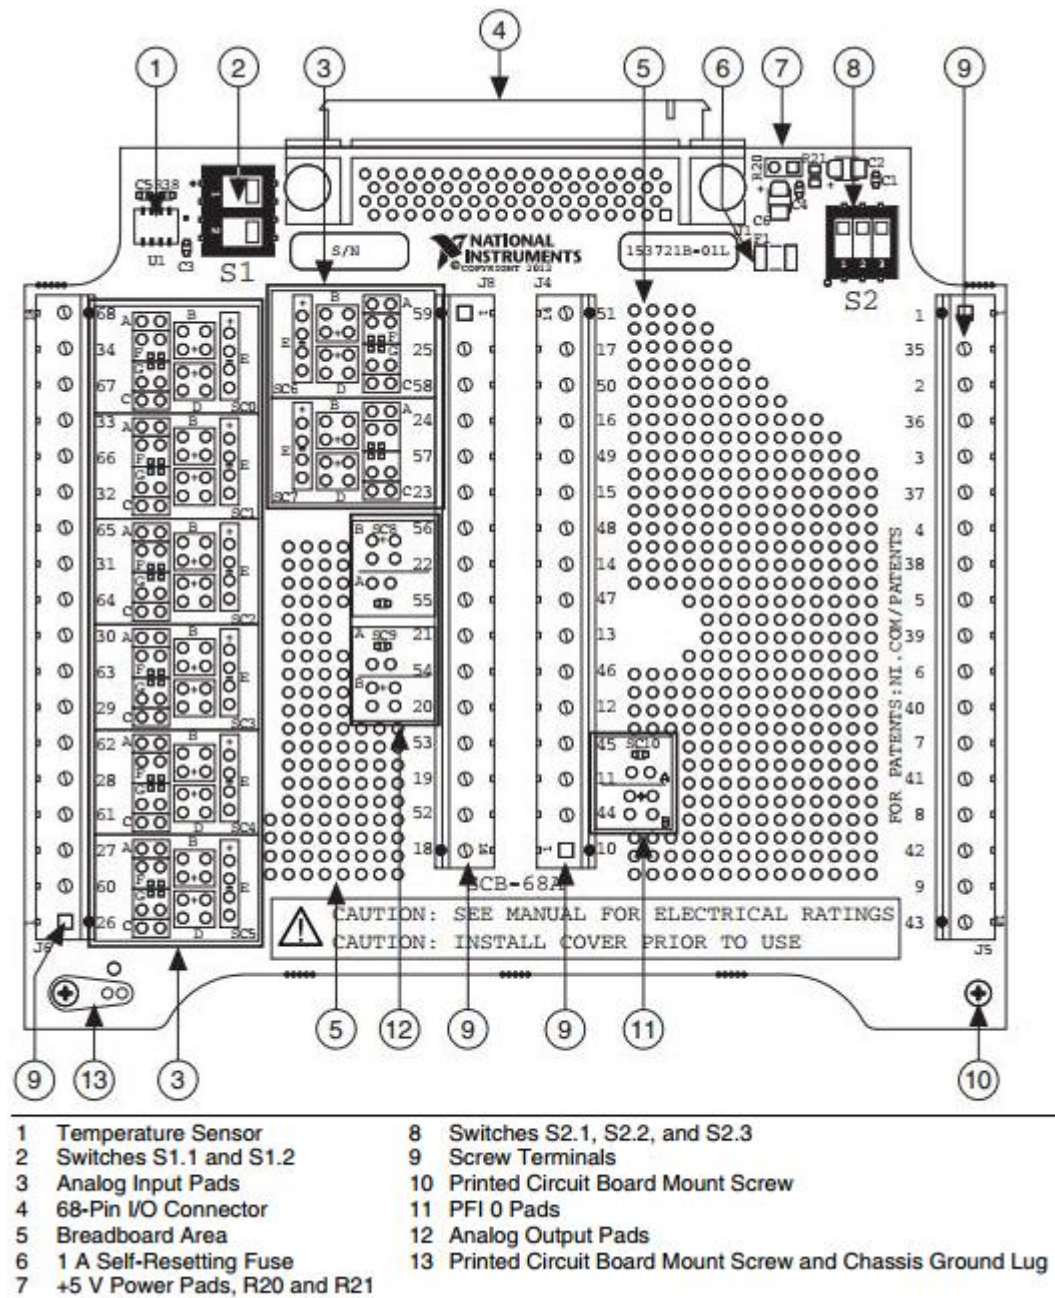 4
1 2 3 5 6 7 8 9
C5 R38
U1
C3
1
2
S1
S/N
NATIONAL
INSTRUMENTS
©COPYRIGHT 2012
153721B-01L
F1
R20
R21
C2
C1
C4
C6
1 2 3
S2
J8 J4
68
34
67
33
66
32
65
31
64
30
63
29
62
28
61
27
60
26
A B E F G C D SC0
A B E F G C D SC1
A B E F G C D SC2
A B E F G C D SC3
A B E F G C D SC4
A B E F G C D SC5
B A E F G C D SC6
B A E C D SC7
59
25
58
24
57
23
56
22
55
21
54
20
53
19
52
18
B SC8
A
A SC9
B
51
17
50
16
49
15
48
14
47
13
46
12
45
11
44
10
SC10
A
B
1
35
2
36
3
37
4
38
5
39
6
40
7
41
8
42
9
43
FOR PATENTS:NI.COM/PATENTS
SCB-68A
CAUTION: SEE MANUAL FOR ELECTRICAL RATINGS
CAUTION: INSTALL COVER PRIOR TO USE
J6
J5
5 12 9 9 11
9 13 3 10
1 Temperature Sensor
2 Switches S1.1 and S1.2
3 Analog Input Pads
4 68-Pin I/O Connector
5 Breadboard Area
6 1 A Self-Resetting Fuse
7 +5 V Power Pads, R20 and R21
8 Switches S2.1, S2.2, and S2.3
9 Screw Terminals
10 Printed Circuit Board Mount Screw
11 PFI 0 Pads
12 Analog Output Pads
13 Printed Circuit Board Mount Screw and Chassis Ground Lug